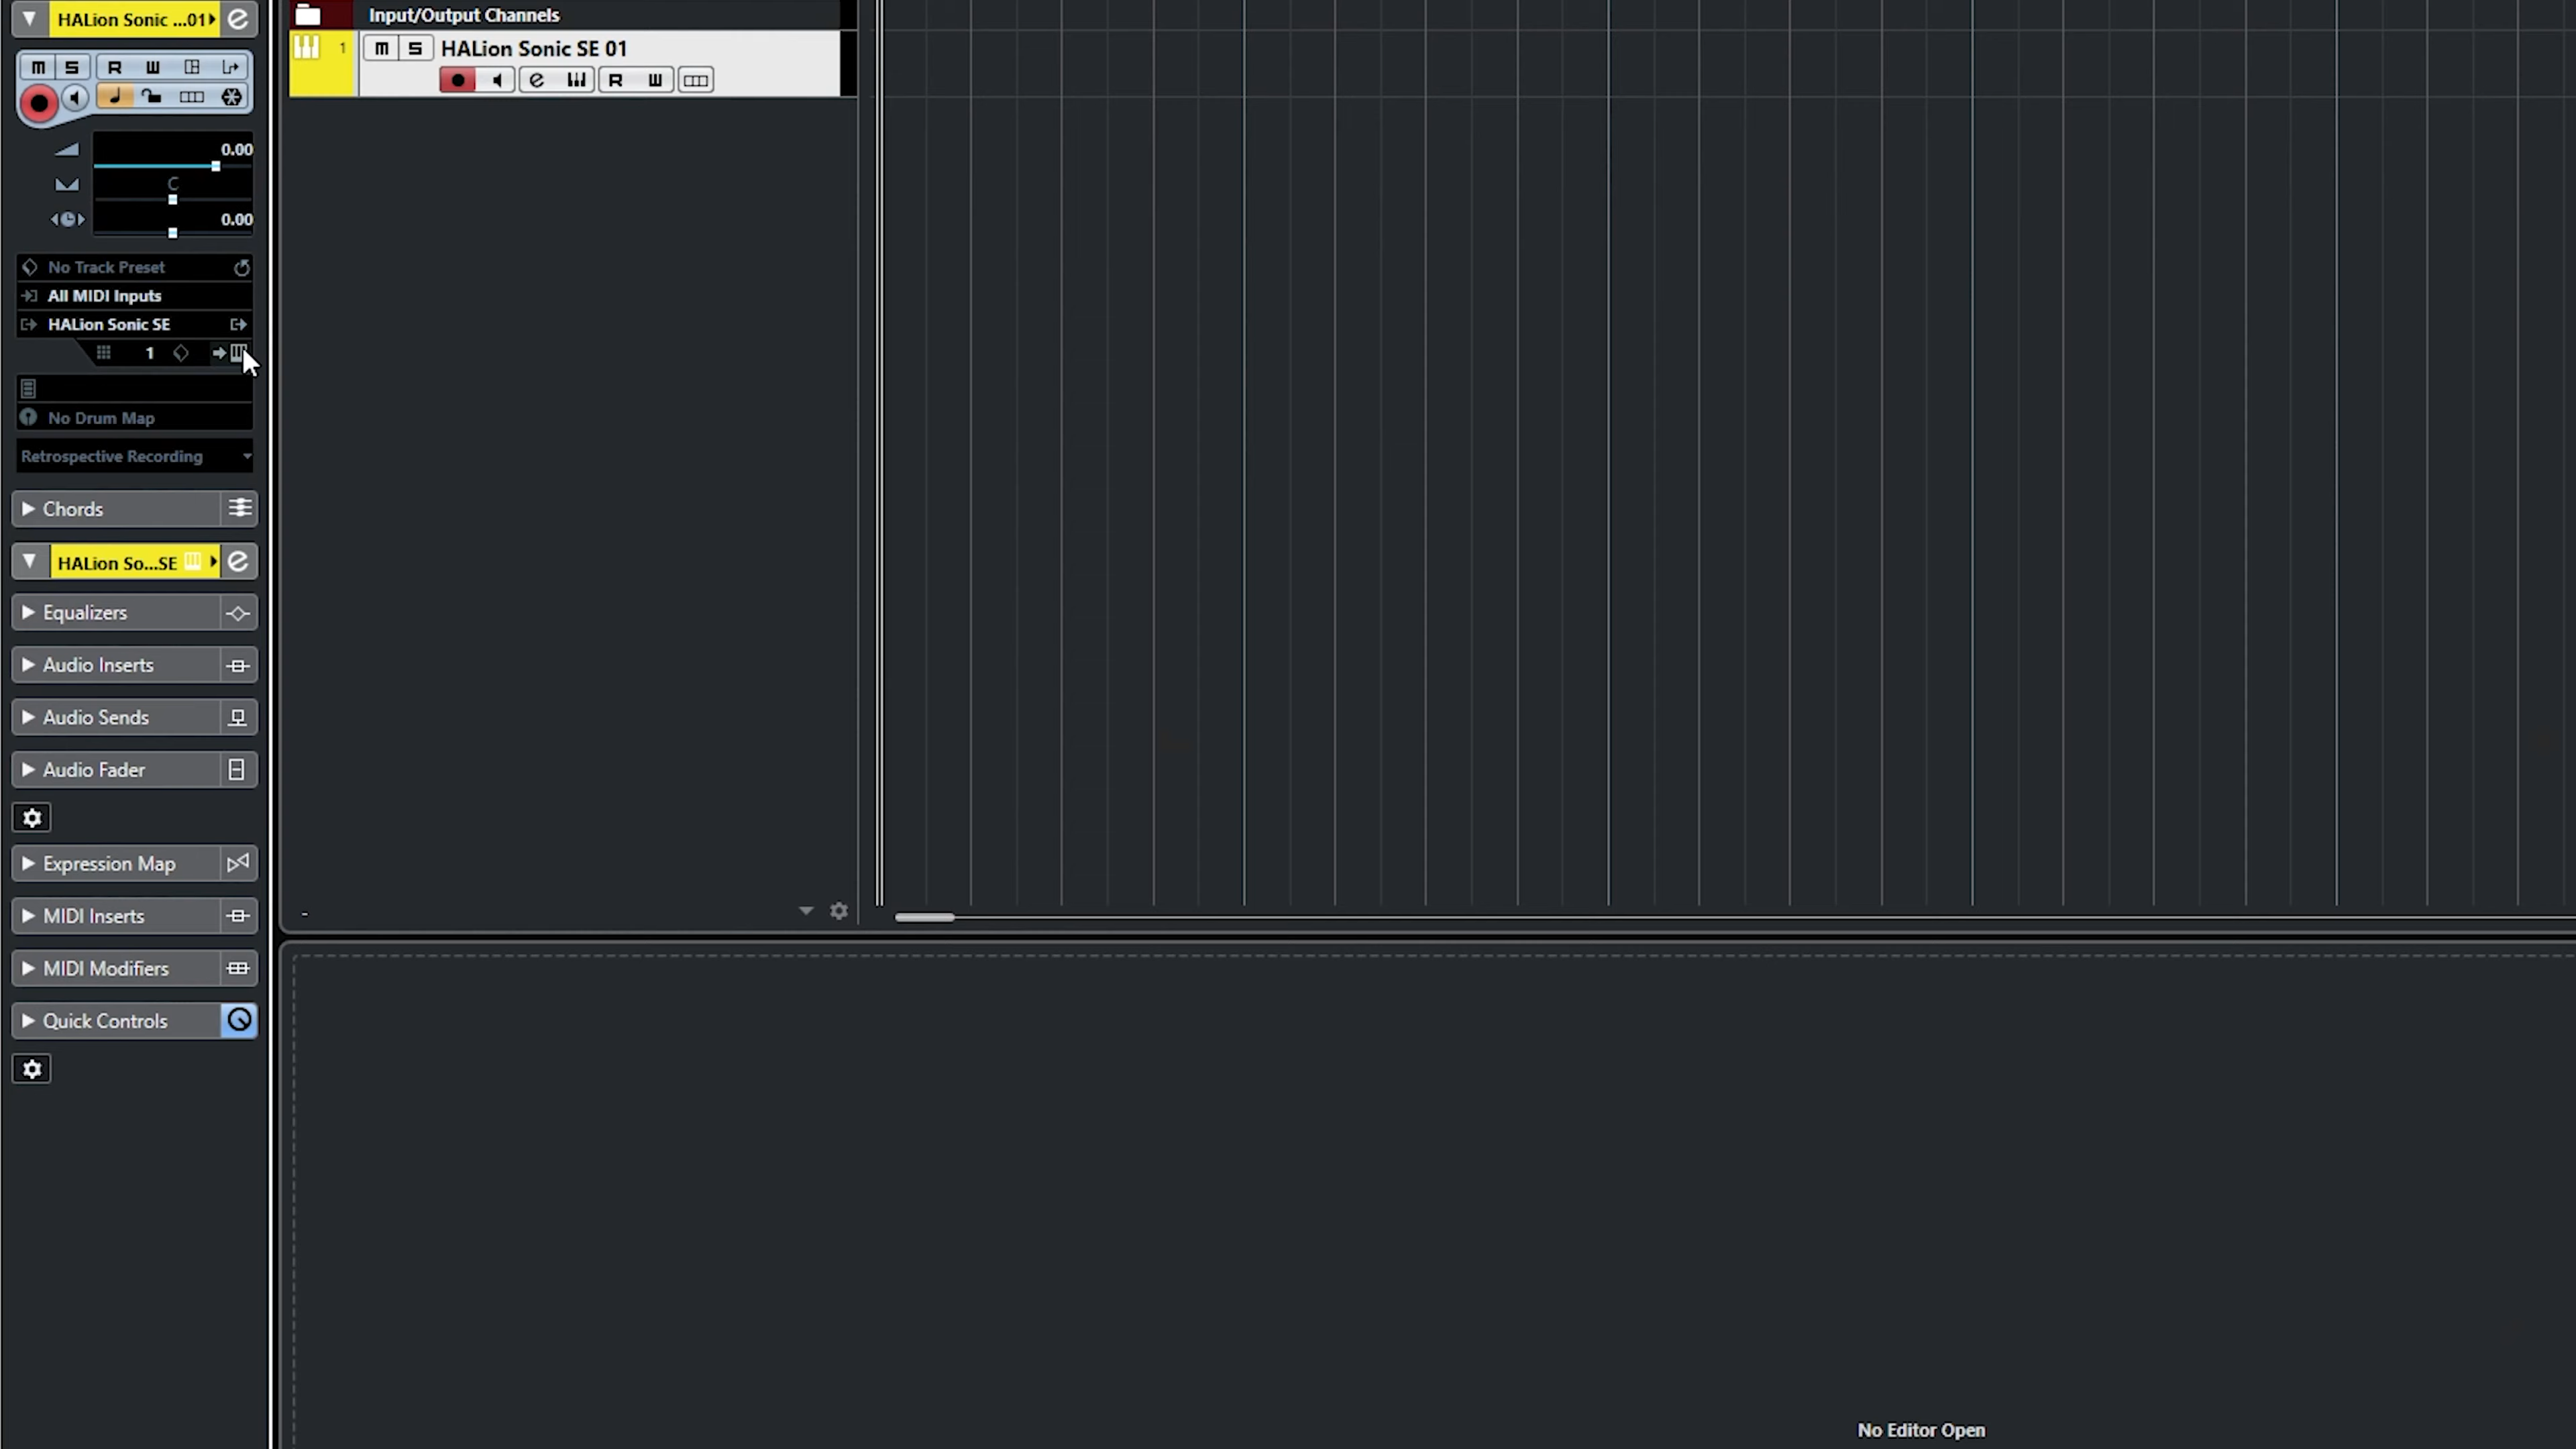 HALion Sonic ...01
M S R W
0.00
C
0.00
No Track Preset
All MIDI Inputs
HALion Sonic SE
1
No Drum Map
Retrospective Recording
Chords
HALion So...SE
Equalizers
Audio Inserts
Audio Sends
Audio Fader
Expression Map
MIDI Inserts
MIDI Modifiers
Quick Controls
Input/Output Channels
1 M S HALion Sonic SE 01
e R W
-
No Editor Open